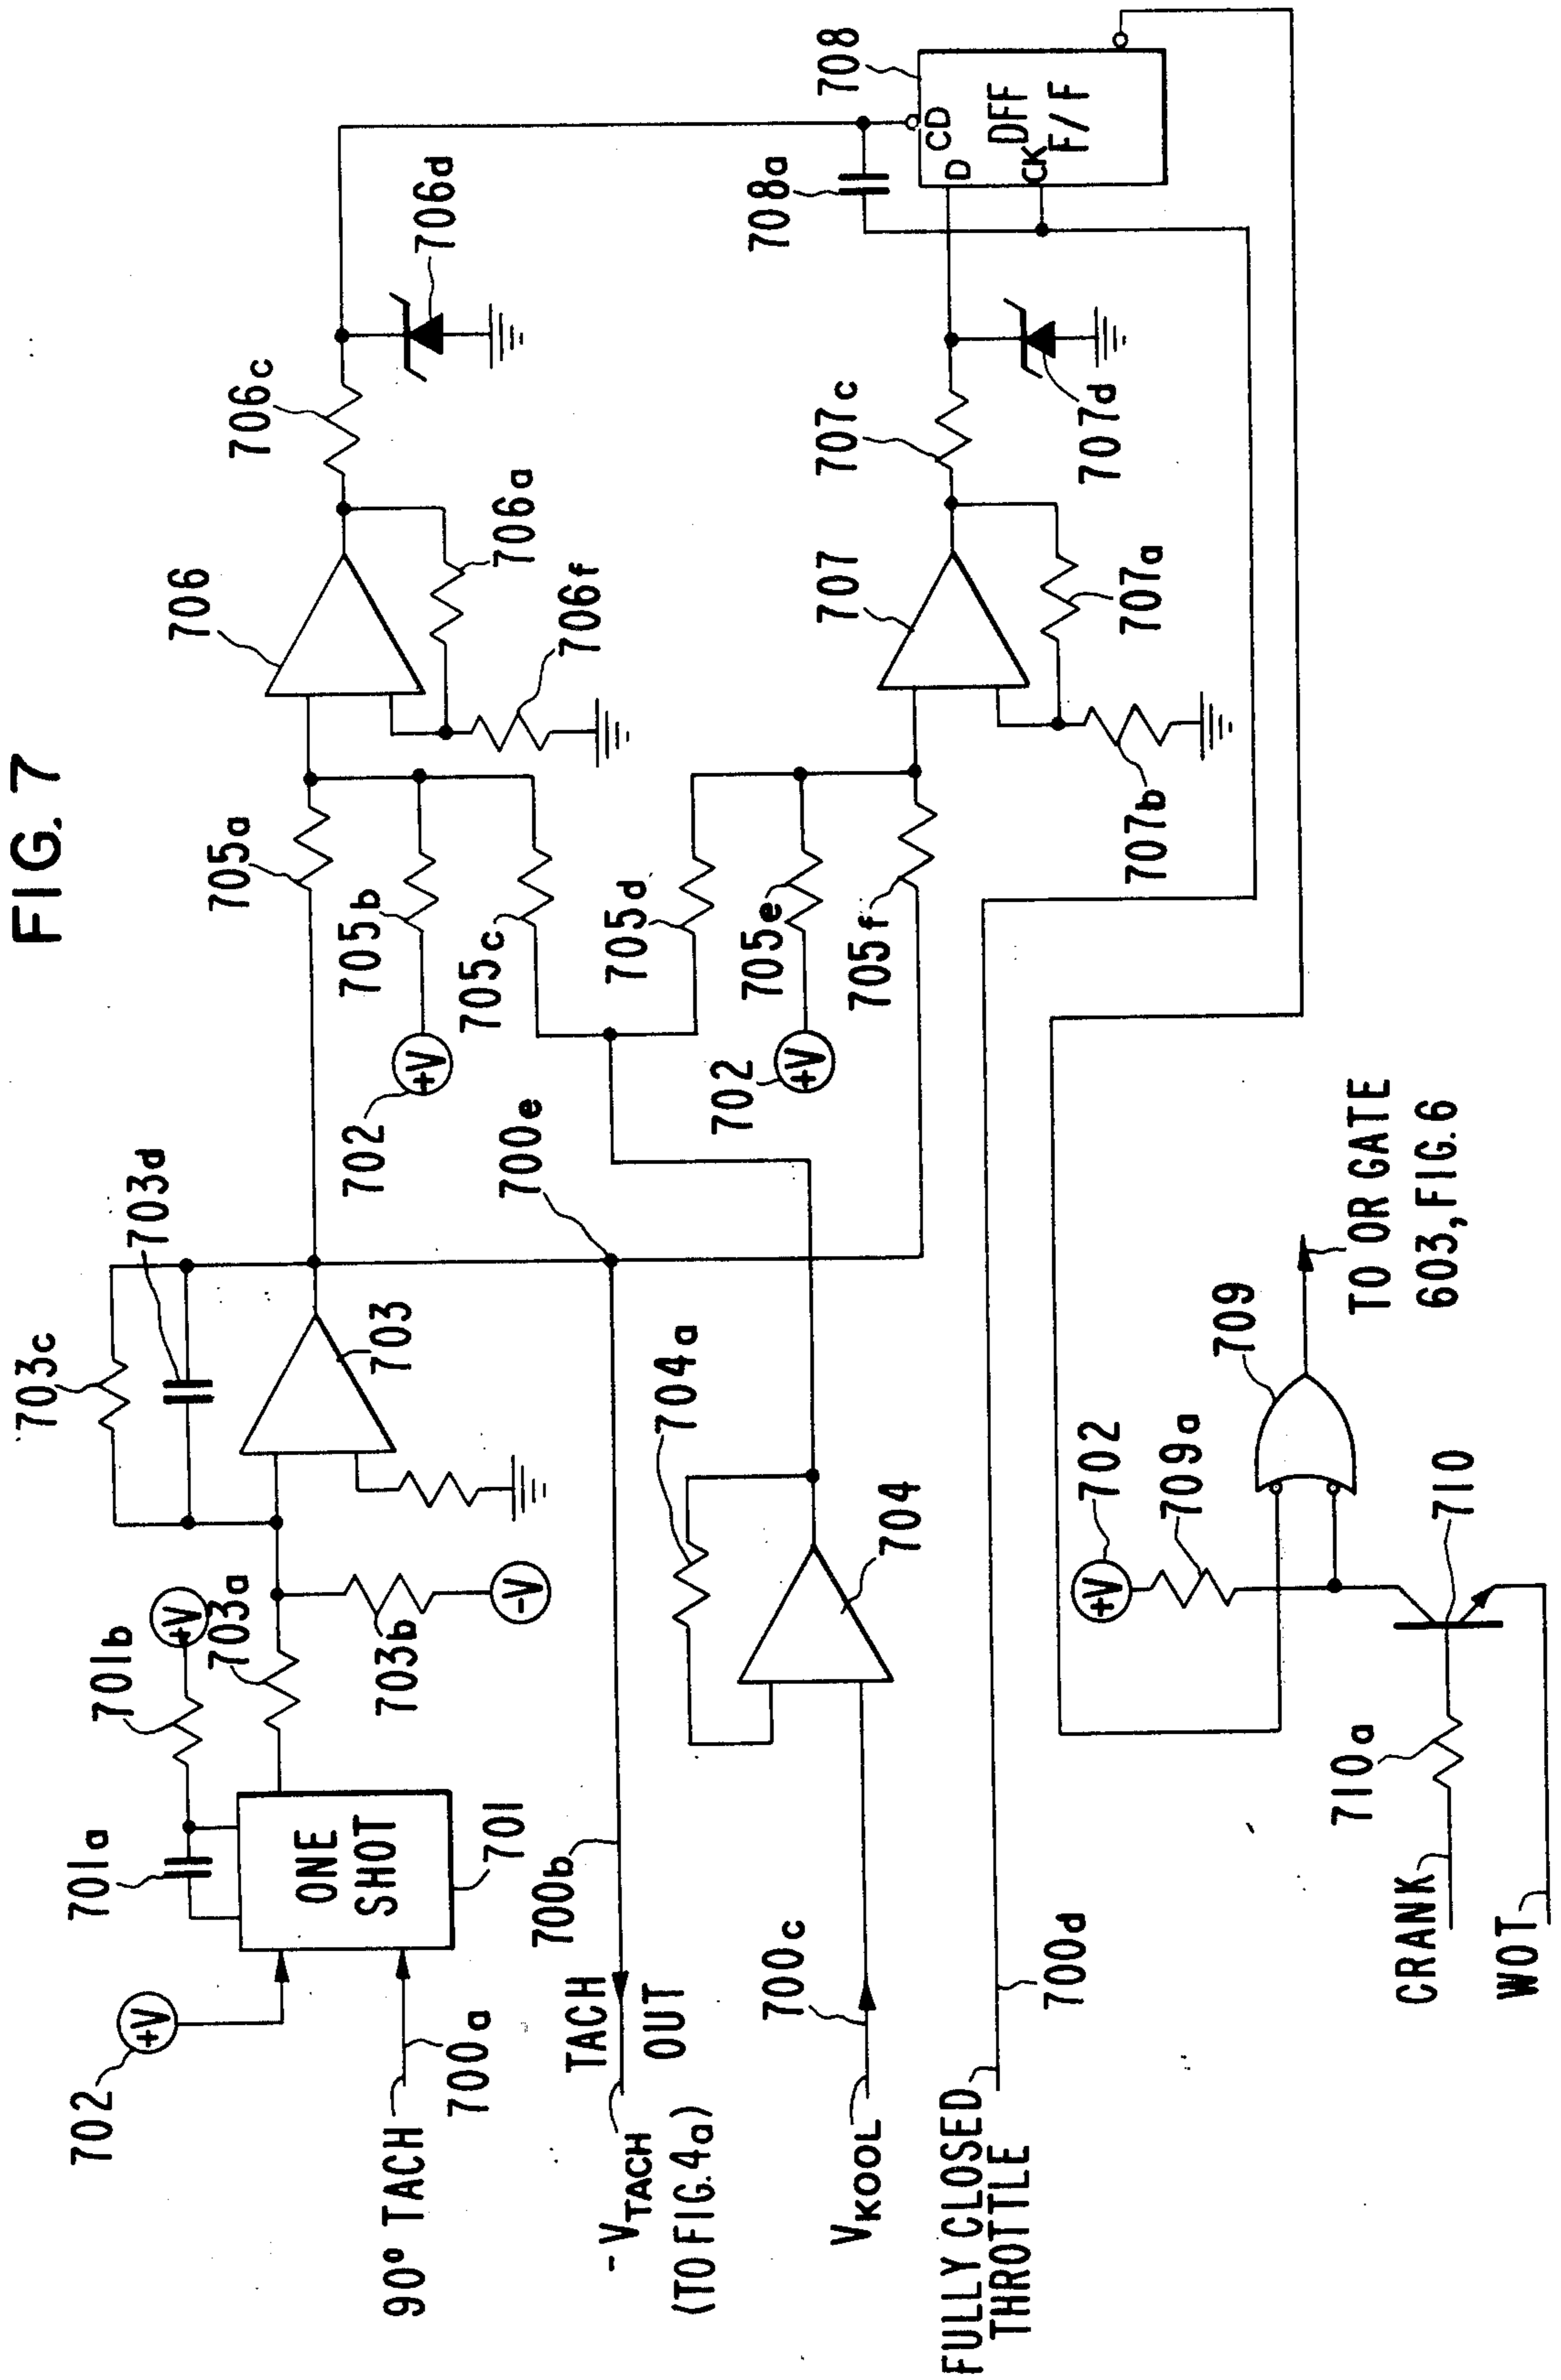 FIG. 7
702
+V
90° TACH
700a
701a
701b
+V
ONE
SHOT
701
703a
703b
-V
703c
703d
703
-VTACH
(TO FIG. 4a)
TACH
OUT
700b
700e
VKOOL
700c
704a
704
FULLY CLOSED
THROTTLE
700d
705a
705b
702
+V
705c
705d
702
+V
705e
705f
706
706a
706f
706c
706d
707
707a
707b
707c
707d
708
708a
CD
D
CK
DFF
F/F
CRANK
WOT
710a
710
702
+V
709a
709
TO OR GATE
603, FIG. 6